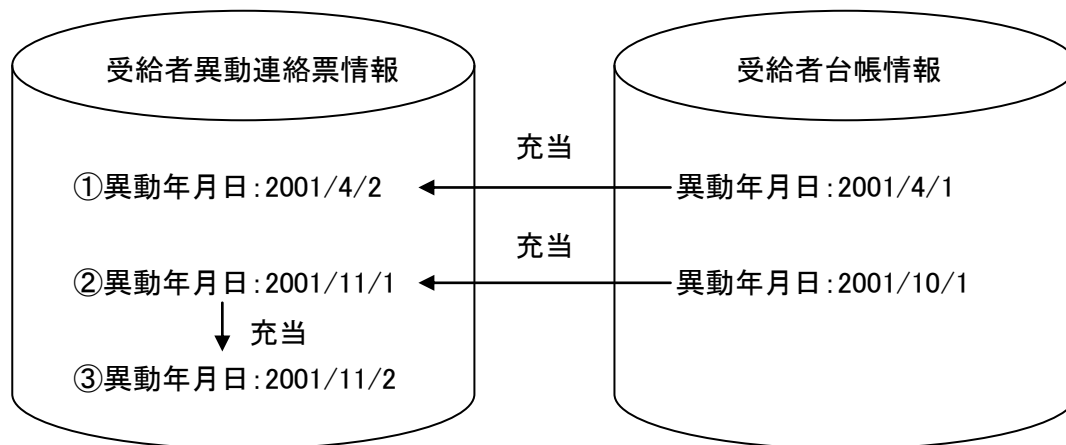 受給者異動連絡票情報
受給者台帳情報
充当
①異動年月日:2001/4/2
異動年月日:2001/4/1
充当
②異動年月日:2001/11/1
異動年月日:2001/10/1
充当
③異動年月日:2001/11/2